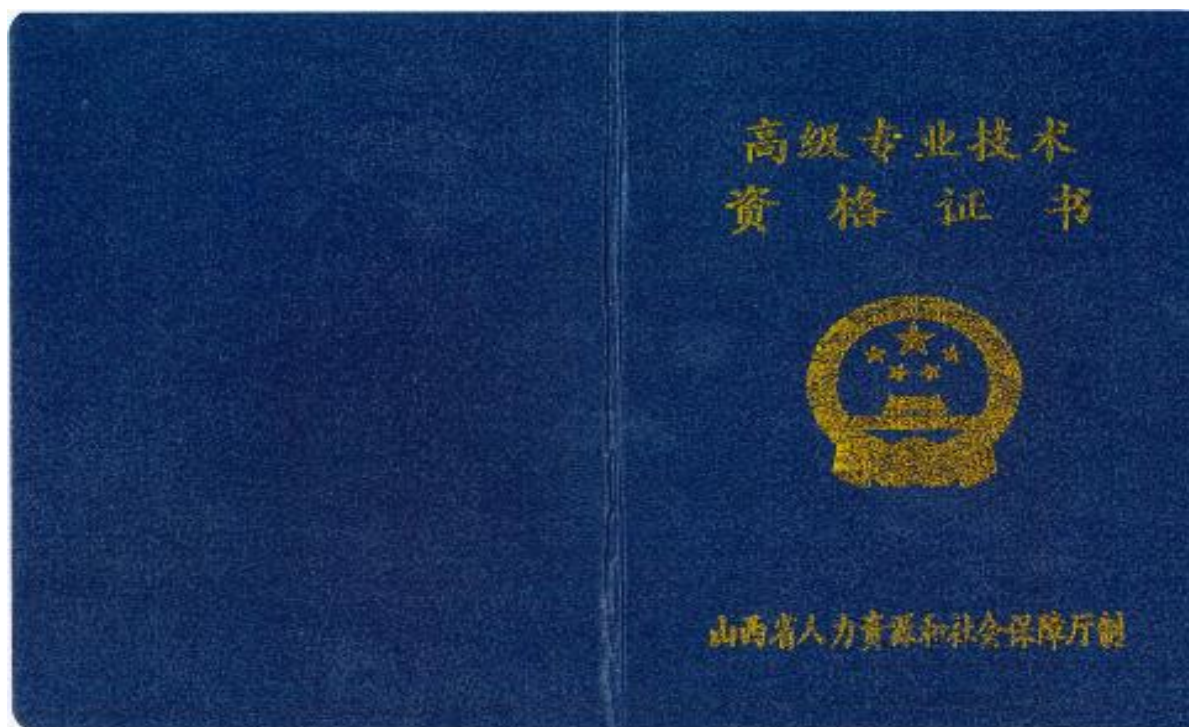 高级专业技术
资格证书
山西省人力资源和社会保障厅制